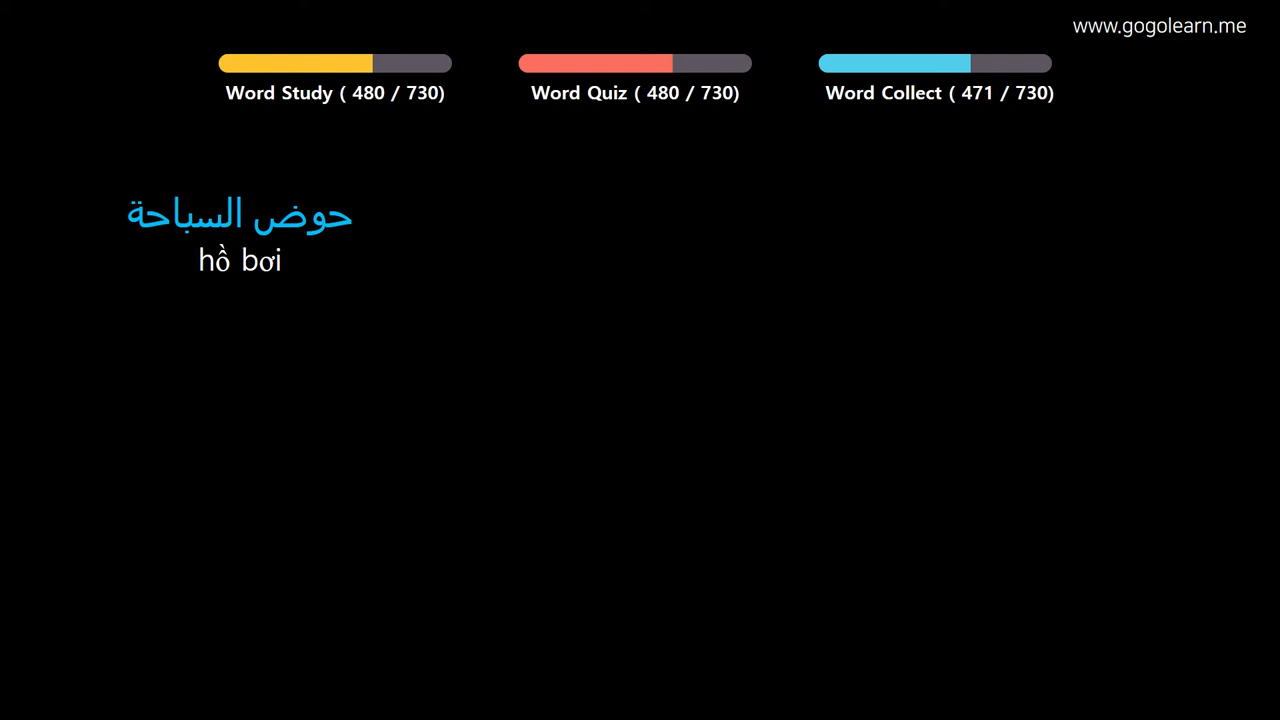 www.gogolearn.me
Word Study ( 480 / 730)
Word Quiz ( 480 / 730)
Word Collect ( 471 / 730)
حوض السباحة
hồ bơi